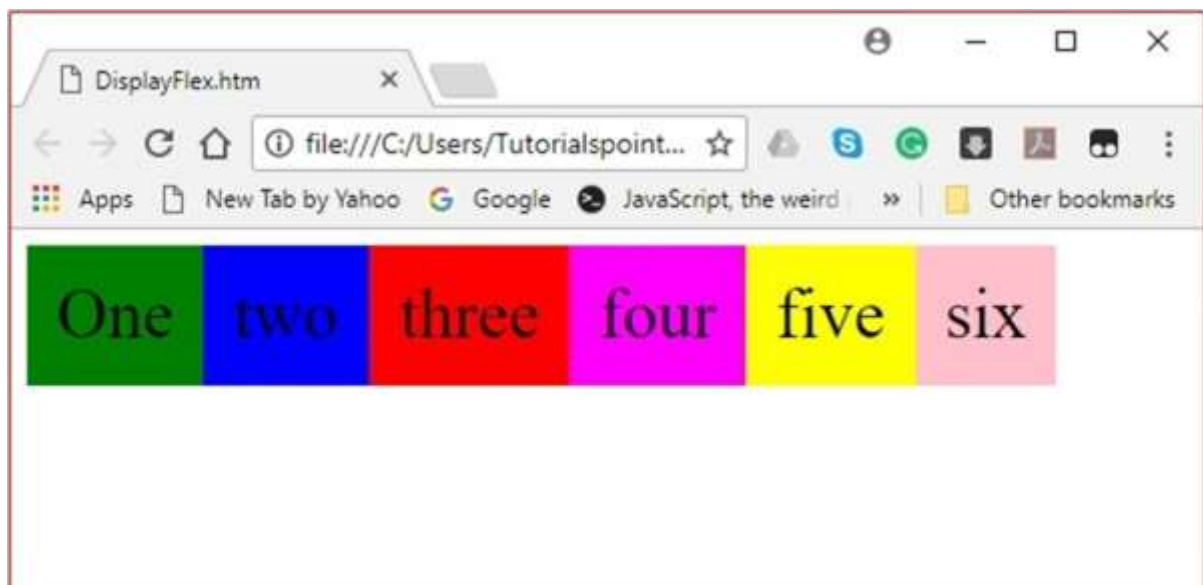 DisplayFlex.htm
file:///C:/Users/Tutorialspoint...
Apps New Tab by Yahoo Google JavaScript, the weird » Other bookmarks
One two three four five six